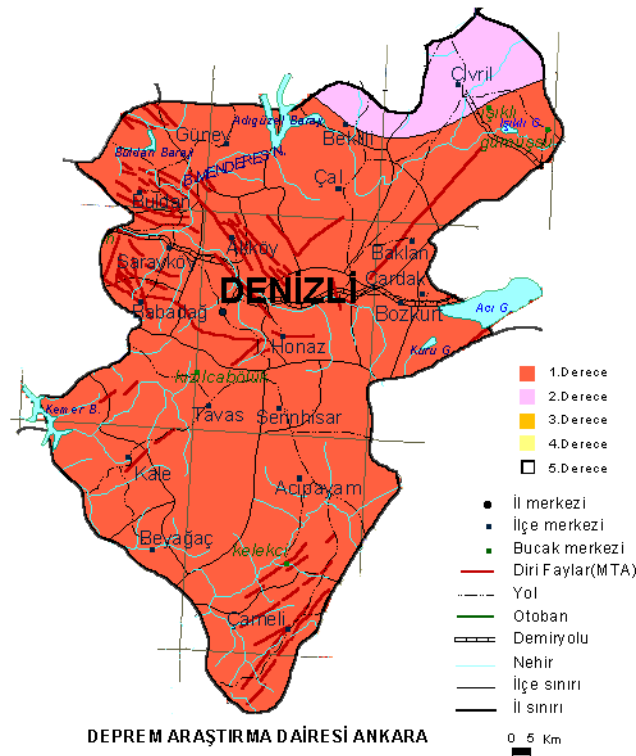 Çivril
Işıklı
Işıklı G.
gümüşsu
Adıgüzel Barajı
Güney
Bekilli
Buldan Barajı
B.MENDERES N.
Çal
Buldan
Akköy
Baklan
Sarayköy
Çardak
DENİZLİ
Bozkurt
Acı G.
Babadağ
Honaz
Kuru G.
kızılcabölük
Kemer B.
Tavas
Serinhisar
Kale
Acıpayam
Beyağaç
kelekçi
Çameli
1.Derece
2.Derece
3.Derece
4.Derece
5.Derece
İl merkezi
İlçe merkezi
Bucak merkezi
Diri Faylar(MTA)
Yol
Otoban
Demiryolu
Nehir
İlçe sınırı
İl sınırı
DEPREM ARAŞTIRMA DAİRESİ ANKARA
0 5 Km